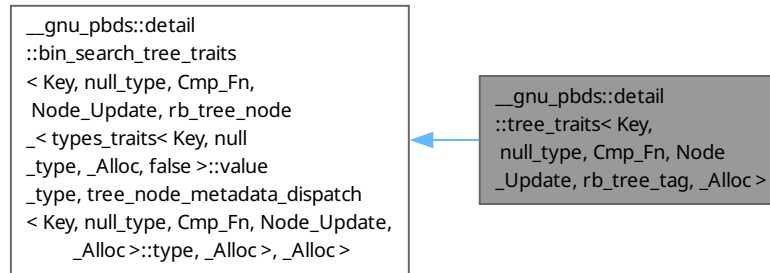 __gnu_pbds::detail
::bin_search_tree_traits
< Key, null_type, Cmp_Fn,
Node_Update, rb_tree_node
_< types_traits< Key, null
_type, _Alloc, false >::value
_type, tree_node_metadata_dispatch
< Key, null_type, Cmp_Fn, Node_Update,
_Alloc >::type, _Alloc >, _Alloc >
__gnu_pbds::detail
::tree_traits< Key,
null_type, Cmp_Fn, Node
_Update, rb_tree_tag, _Alloc >